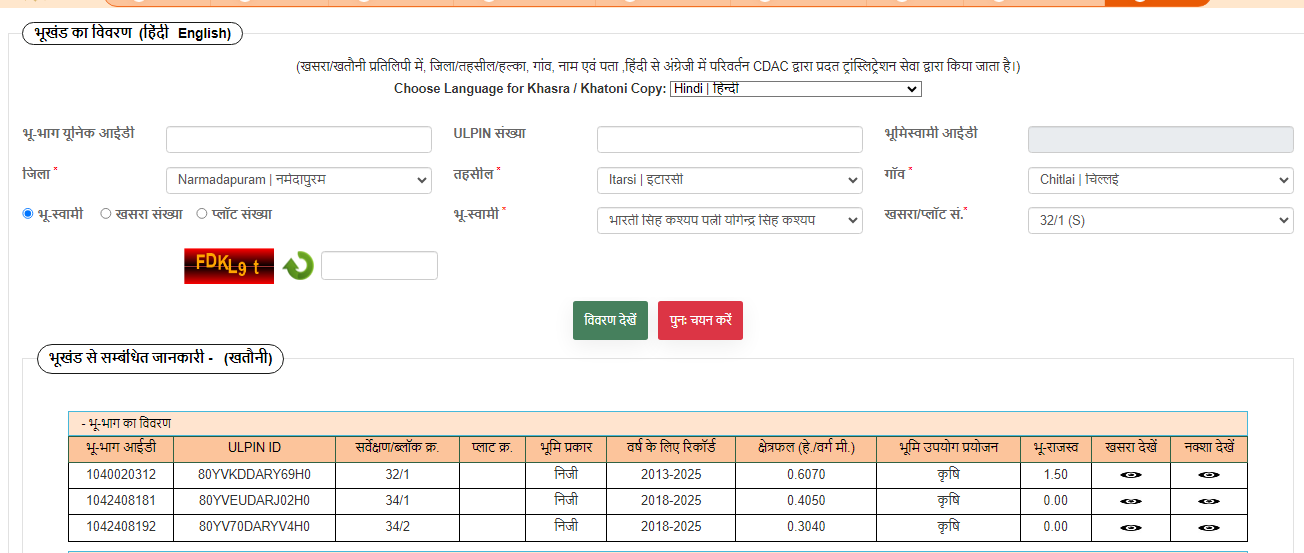 भूखंड का विवरण (हिंदी English)
(खसरा/खतौनी प्रतिलिपी में, जिला/तहसील/हल्का, गांव, नाम एवं पता ,हिंदी से अंग्रेजी में परिवर्तन CDAC द्वारा प्रदत ट्रांस्लिट्रेशन सेवा द्वारा किया जाता है।)
Choose Language for Khasra / Khatoni Copy: Hindi | हिन्दी
भू-भाग यूनिक आईडी ULPIN संख्या भूमिस्वामी आईडी
जिला * Narmadapuram | नर्मदापुरम तहसील * Itarsi | इटारसी गाँव * Chitlai | चिल्लई
भू-स्वामी खसरा संख्या प्लॉट संख्या भू-स्वामी * भारती सिंह कश्यप पत्नी योगेन्द्र सिंह कश्यप खसरा/प्लॉट सं.* 32/1 (S)
FDKL9t
विवरण देखें पुनः चयन करें
भूखंड से सम्बंधित जानकारी - (खतौनी)
- भू-भाग का विवरण
भू-भाग आईडी ULPIN ID सर्वेक्षण/ब्लॉक क्र. प्लाट क्र. भूमि प्रकार वर्ष के लिए रिकॉर्ड क्षेत्रफल (हे./वर्ग मी.) भूमि उपयोग प्रयोजन भू-राजस्व खसरा देखें नक्शा देखें
1040020312 80YVKDDARY69H0 32/1 निजी 2013-2025 0.6070 कृषि 1.50
1042408181 80YVEUDARJ02H0 34/1 निजी 2018-2025 0.4050 कृषि 0.00
1042408192 80YV70DARYV4H0 34/2 निजी 2018-2025 0.3040 कृषि 0.00